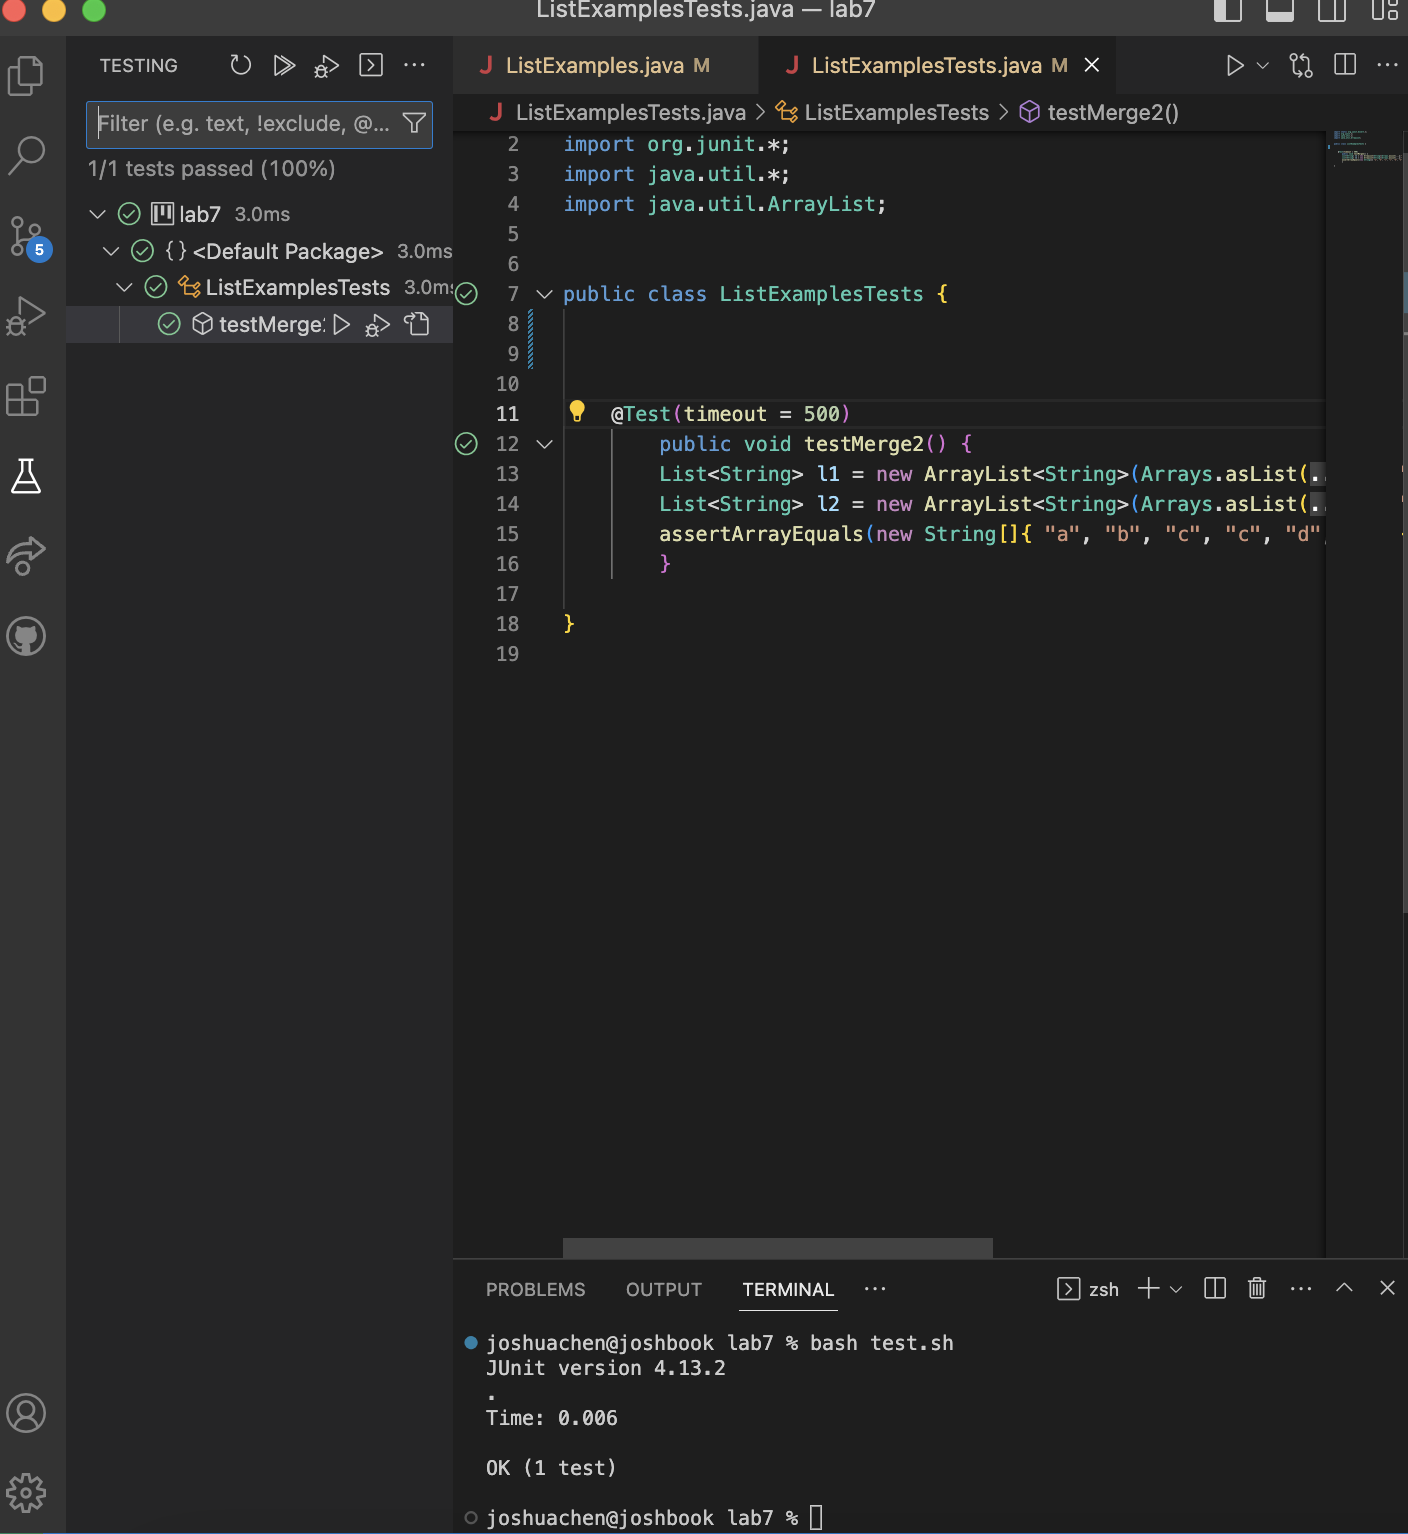 ListExamplesTests.java — lab7
TESTING
ListExamples.java M
ListExamplesTests.java M
ListExamplesTests.java > ListExamplesTests > testMerge2()
Filter (e.g. text, !exclude, @...
1/1 tests passed (100%)
lab7 3.0ms
{} <Default Package> 3.0ms
ListExamplesTests 3.0ms
testMerge2
5
2 import org.junit.*;
3 import java.util.*;
4 import java.util.ArrayList;
5
6
7 public class ListExamplesTests {
8
9
10
11 @Test(timeout = 500)
12 public void testMerge2() {
13 List<String> l1 = new ArrayList<String>(Arrays.asList(..
14 List<String> l2 = new ArrayList<String>(Arrays.asList(..
15 assertArrayEquals(new String[]{ "a", "b", "c", "c", "d",
16 }
17
18 }
19
PROBLEMS OUTPUT TERMINAL ...
zsh
joshuachen@joshbook lab7 % bash test.sh
JUnit version 4.13.2
.
Time: 0.006
OK (1 test)
joshuachen@joshbook lab7 %